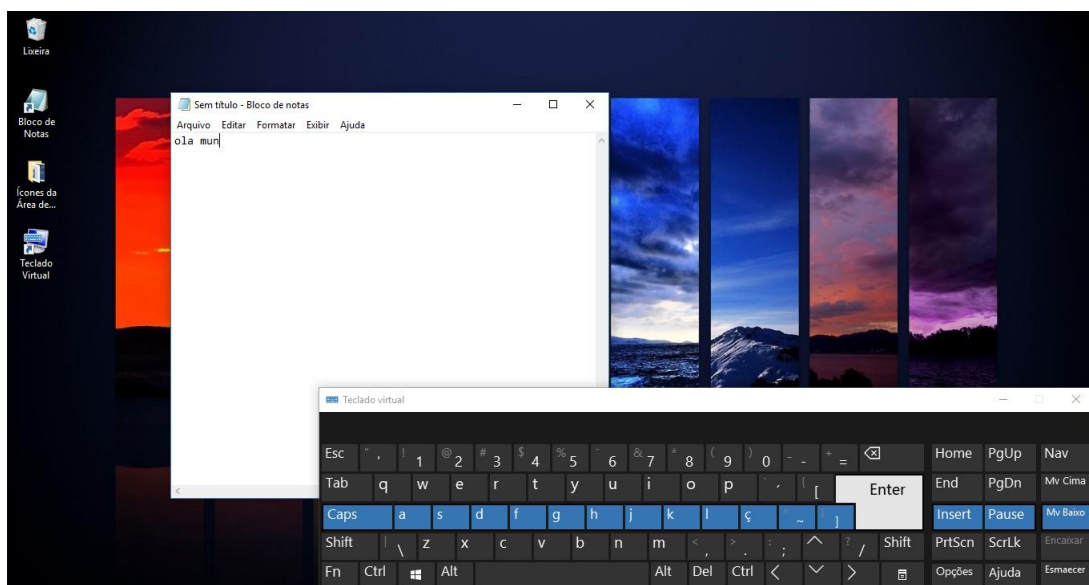 Lixeira
Bloco de
Notas
Ícones da
Área de...
Teclado
Virtual
Sem título - Bloco de notas
Arquivo Editar Formatar Exibir Ajuda
ola mun
Teclado virtual
Esc " ' ! 1 @ 2 # 3 $ 4 % 5 ¨ 6 & 7 * 8 ( 9 ) 0 _ - + = Home PgUp Nav
Tab q w e r t y u i o p ` ´ { [ Enter End PgDn Mv Cima
Caps a s d f g h j k l ç ^ ~ } ] Insert Pause Mv Baixo
Shift | \ z x c v b n m < , > . : ; ^ ? / Shift PrtScn ScrLk Encaixar
Fn Ctrl Alt Alt Del Ctrl < > Opções Ajuda Esmaecer